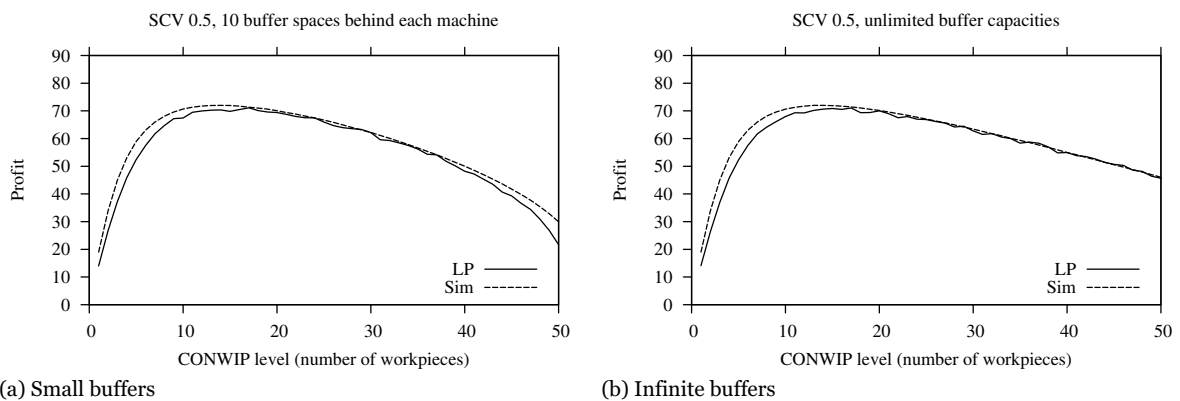 SCV 0.5, 10 buffer spaces behind each machine
90
80
70
60
50
40
30
20
10
0
Profit
0 10 20 30 40 50
CONWIP level (number of workpieces)
LP
Sim
(a) Small buffers
SCV 0.5, unlimited buffer capacities
90
80
70
60
50
40
30
20
10
0
Profit
0 10 20 30 40 50
CONWIP level (number of workpieces)
LP
Sim
(b) Infinite buffers